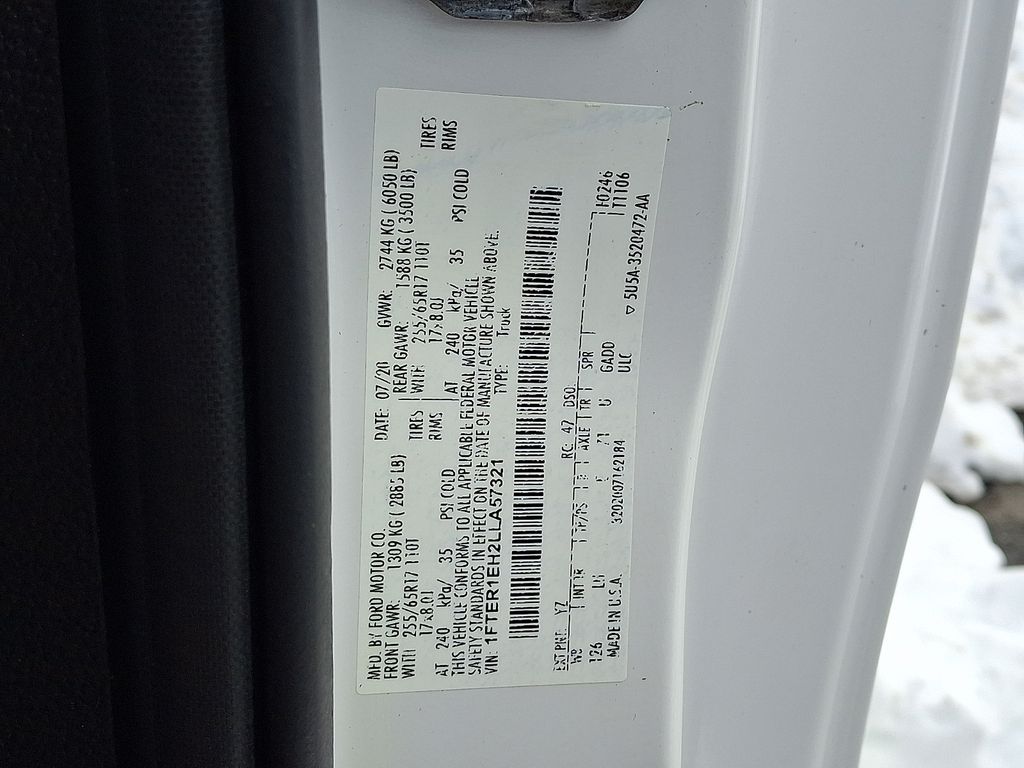 MFD. BY FORD MOTOR CO.
DATE: 07/20 GVWR: 2744 KG ( 6050 LB)
FRONT GAWR: 1309 KG ( 2885 LB)
REAR GAWR: 1588 KG ( 3500 LB)
WITH 255/65R17 110T TIRES
17x8.0J RIMS
AT 240 kPa/ 35 PSI COLD
WITH 255/65R17 110T TIRES
17x8.0J RIMS
AT 240 kPa/ 35 PSI COLD
THIS VEHICLE CONFORMS TO ALL APPLICABLE FEDERAL MOTOR VEHICLE
SAFETY STANDARDS IN EFFECT ON THE DATE OF MANUFACTURE SHOWN ABOVE.
VIN: 1FTER1EH2LLA57321 TYPE: Truck
EXT PNT: YZ RC: 47 DSO:
WB INT TR TP/PS R AXLE TR SPR F0246
126 LH U GADD T1106
MADE IN U.S.A. 3202007162184 ULC
▽ 5U5A-3520472-AA